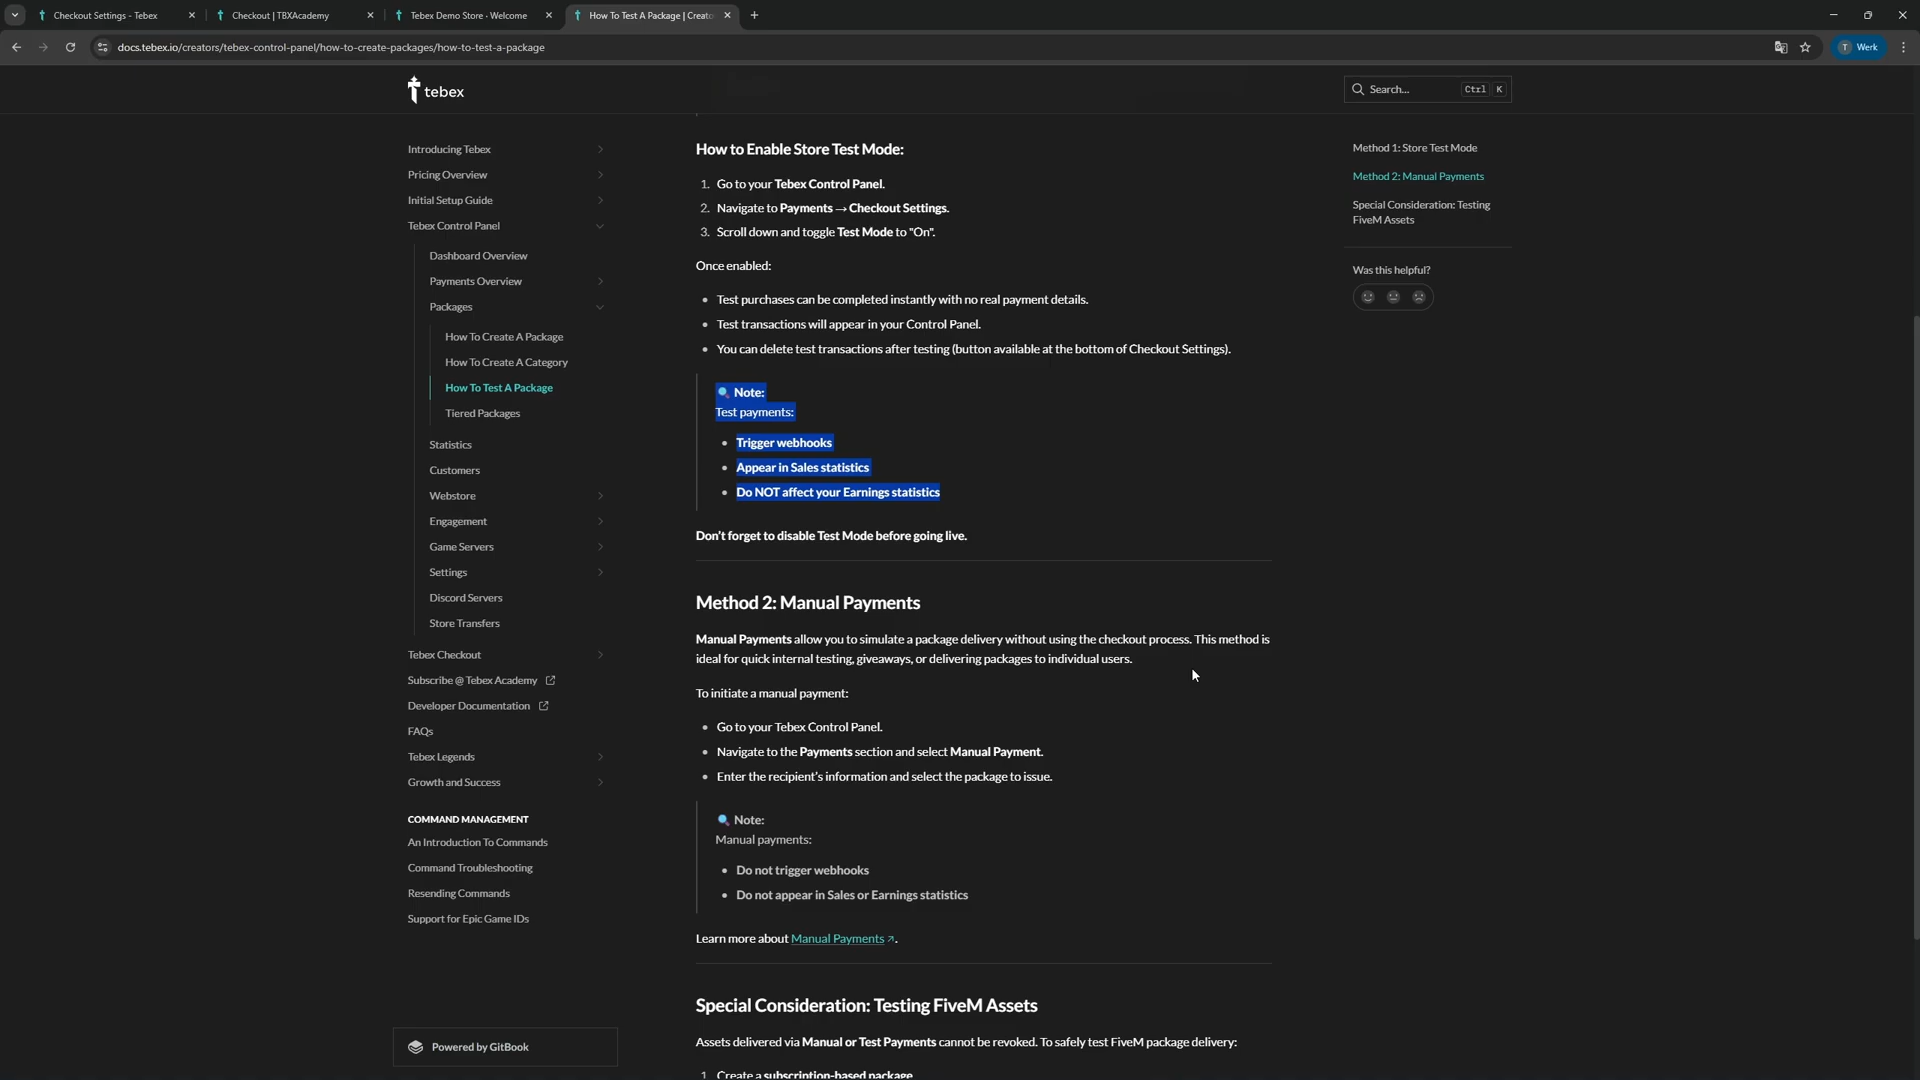 Checkout Settings - Tebex
Checkout | TBXAcademy
Tebex Demo Store · Welcome
How To Test A Package | Creato
docs.tebex.io/creators/tebex-control-panel/how-to-create-packages/how-to-test-a-package
T Werk
tebex
Search...
Ctrl K
Introducing Tebex
Pricing Overview
Initial Setup Guide
Tebex Control Panel
Dashboard Overview
Payments Overview
Packages
How To Create A Package
How To Create A Category
How To Test A Package
Tiered Packages
Statistics
Customers
Webstore
Engagement
Game Servers
Settings
Discord Servers
Store Transfers
Tebex Checkout
Subscribe @ Tebex Academy
Developer Documentation
FAQs
Tebex Legends
Growth and Success
COMMAND MANAGEMENT
An Introduction To Commands
Command Troubleshooting
Resending Commands
Support for Epic Game IDs
Powered by GitBook
How to Enable Store Test Mode:
1. Go to your Tebex Control Panel.
2. Navigate to Payments → Checkout Settings.
3. Scroll down and toggle Test Mode to "On".
Once enabled:
• Test purchases can be completed instantly with no real payment details.
• Test transactions will appear in your Control Panel.
• You can delete test transactions after testing (button available at the bottom of Checkout Settings).
🔍 Note:
Test payments:
• Trigger webhooks
• Appear in Sales statistics
• Do NOT affect your Earnings statistics
Don't forget to disable Test Mode before going live.
Method 2: Manual Payments
Manual Payments allow you to simulate a package delivery without using the checkout process. This method is
ideal for quick internal testing, giveaways, or delivering packages to individual users.
To initiate a manual payment:
• Go to your Tebex Control Panel.
• Navigate to the Payments section and select Manual Payment.
• Enter the recipient's information and select the package to issue.
🔍 Note:
Manual payments:
• Do not trigger webhooks
• Do not appear in Sales or Earnings statistics
Learn more about Manual Payments ↗.
Special Consideration: Testing FiveM Assets
Assets delivered via Manual or Test Payments cannot be revoked. To safely test FiveM package delivery:
1. Create a subscription-based package
Method 1: Store Test Mode
Method 2: Manual Payments
Special Consideration: Testing
FiveM Assets
Was this helpful?